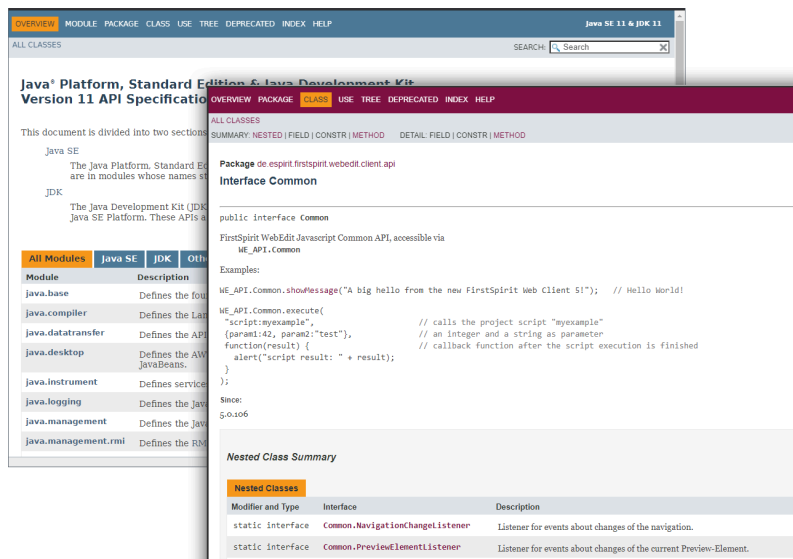 OVERVIEW MODULE PACKAGE CLASS USE TREE DEPRECATED INDEX HELP Java SE 11 & JDK 11
ALL CLASSES SEARCH: Search
Java® Platform, Standard Edition & Java Development Kit
Version 11 API Specificatio
This document is divided into two sections
Java SE
The Java Platform, Standard Ed
are in modules whose names st
JDK
The Java Development Kit (JDK
Java SE Platform. These APIs a
All Modules Java SE JDK Oth
Module Description
java.base Defines the fou
java.compiler Defines the Lan
java.datatransfer Defines the API
java.desktop Defines the AW
JavaBeans.
java.instrument Defines service
java.logging Defines the Java
java.management Defines the Java
java.management.rmi Defines the RM
OVERVIEW PACKAGE CLASS USE TREE DEPRECATED INDEX HELP
ALL CLASSES
SUMMARY: NESTED | FIELD | CONSTR | METHOD DETAIL: FIELD | CONSTR | METHOD
Package de.espirit.firstspirit.webedit.client.api
Interface Common
public interface Common
FirstSpirit WebEdit Javascript Common API, accessible via
WE_API.Common
Examples:
WE_API.Common.showMessage("A big hello from the new FirstSpirit Web Client 5!"); // Hello World!
WE_API.Common.execute(
"script:myexample", // calls the project script "myexample"
{param1:42, param2:"test"}, // an integer and a string as parameter
function(result) { // callback function after the script execution is finished
alert("script result: " + result);
}
);
Since:
5.0.106
Nested Class Summary
Nested Classes
Modifier and Type Interface Description
static interface Common.NavigationChangeListener Listener for events about changes of the navigation.
static interface Common.PreviewElementListener Listener for events about changes of the current Preview-Element.